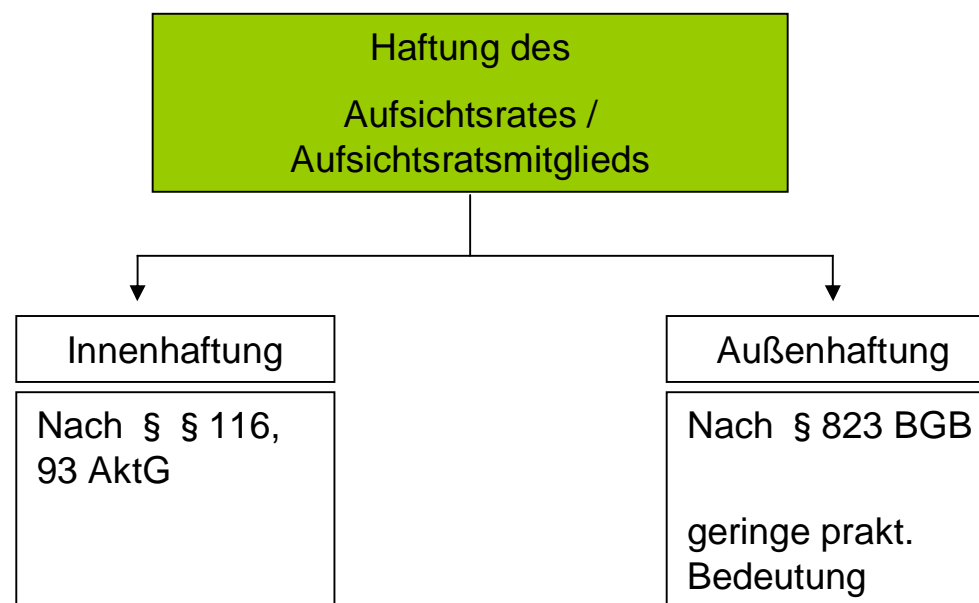 Haftung des
Aufsichtsrates /
Aufsichtsratsmitglieds
Innenhaftung
Nach § § 116,
93 AktG
Außenhaftung
Nach § 823 BGB
geringe prakt.
Bedeutung